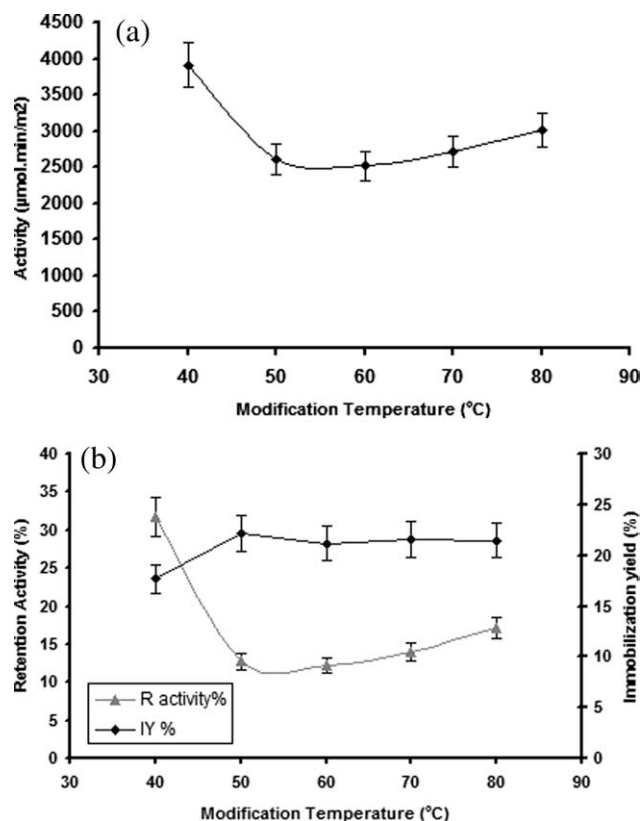 (a)
4500
4000
3500
3000
2500
2000
1500
1000
500
0
Activity (µmol.min/m2)
30 40 50 60 70 80 90
Modification Temperature (°C)
(b)
40
35
30
25
20
15
10
5
0
Retention Activity (%)
30
25
20
15
10
5
0
Immobilization yield (%)
R activity%
IY %
30 40 50 60 70 80 90
Modification Temperature (°C)